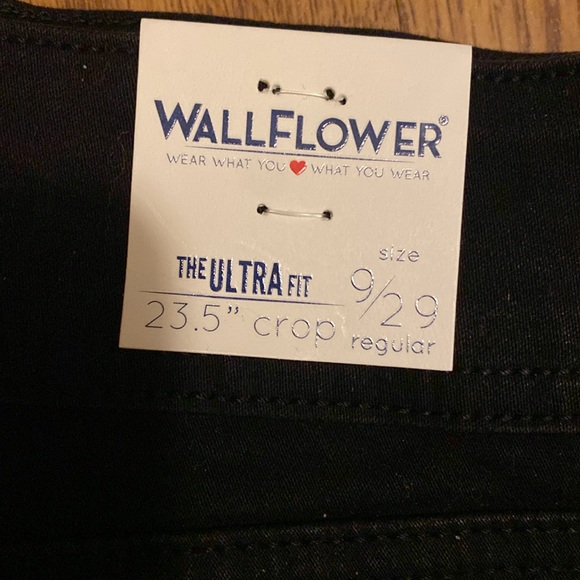 WALLFLOWER®
WEAR WHAT YOU ❤ WHAT YOU WEAR
THE ULTRA FIT
23.5" crop
size
9/29
regular